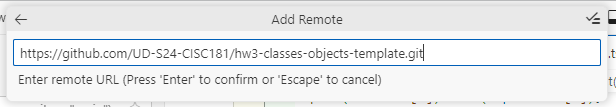 Add Remote
https://github.com/UD-S24-CISC181/hw3-classes-objects-template.git
Enter remote URL (Press 'Enter' to confirm or 'Escape' to cancel)